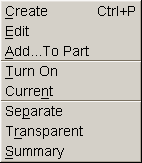 Create Ctrl+P
Edit
Add...To Part
Turn On
Current
Separate
Transparent
Summary